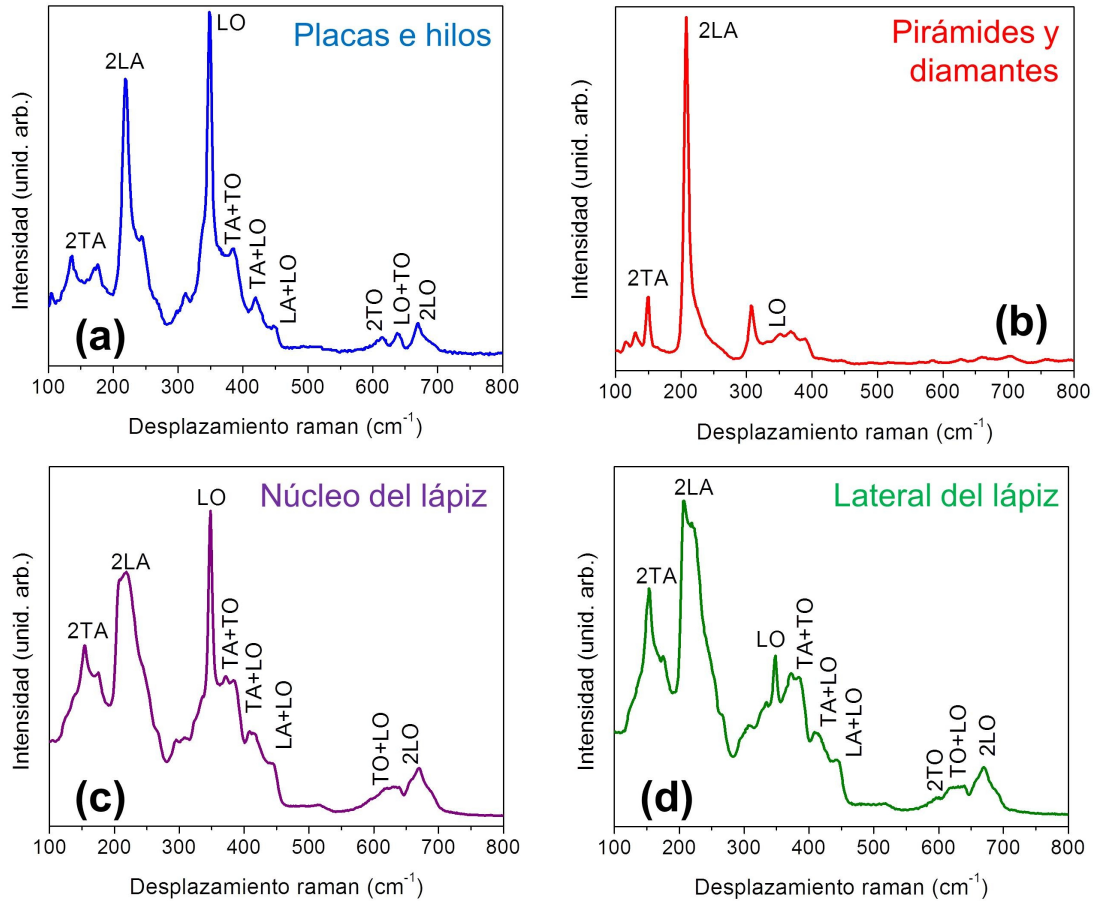 LO
Placas e hilos
2LA
2TA
TA+TO
TA+LO
LA+LO
2TO
LO+TO
2LO
(a)
Intensidad (unid. arb.)
100 200 300 400 500 600 700 800
Desplazamiento raman (cm⁻¹)
2LA
Pirámides y
diamantes
2TA
LO
(b)
Intensidad (unid. arb.)
100 200 300 400 500 600 700 800
Desplazamiento raman (cm⁻¹)
LO
Núcleo del lápiz
2LA
2TA
TA+TO
TA+LO
LA+LO
TO+LO
2LO
(c)
Intensidad (unid. arb.)
100 200 300 400 500 600 700 800
Desplazamiento raman (cm⁻¹)
2LA
Lateral del lápiz
2TA
LO
TA+TO
TA+LO
LA+LO
2TO
TO+LO
2LO
(d)
Intensidad (unid. arb.)
100 200 300 400 500 600 700 800
Desplazamiento raman (cm⁻¹)